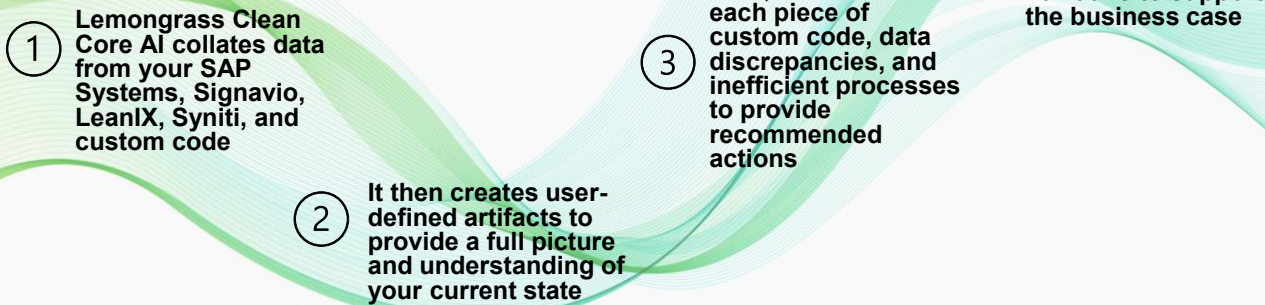 1
Lemongrass Clean
Core AI collates data
from your SAP
Systems, Signavio,
LeanIX, Syniti, and
custom code
2
It then creates user-
defined artifacts to
provide a full picture
and understanding of
your current state
3
each piece of
custom code, data
discrepancies, and
inefficient processes
to provide
recommended
actions
the business case